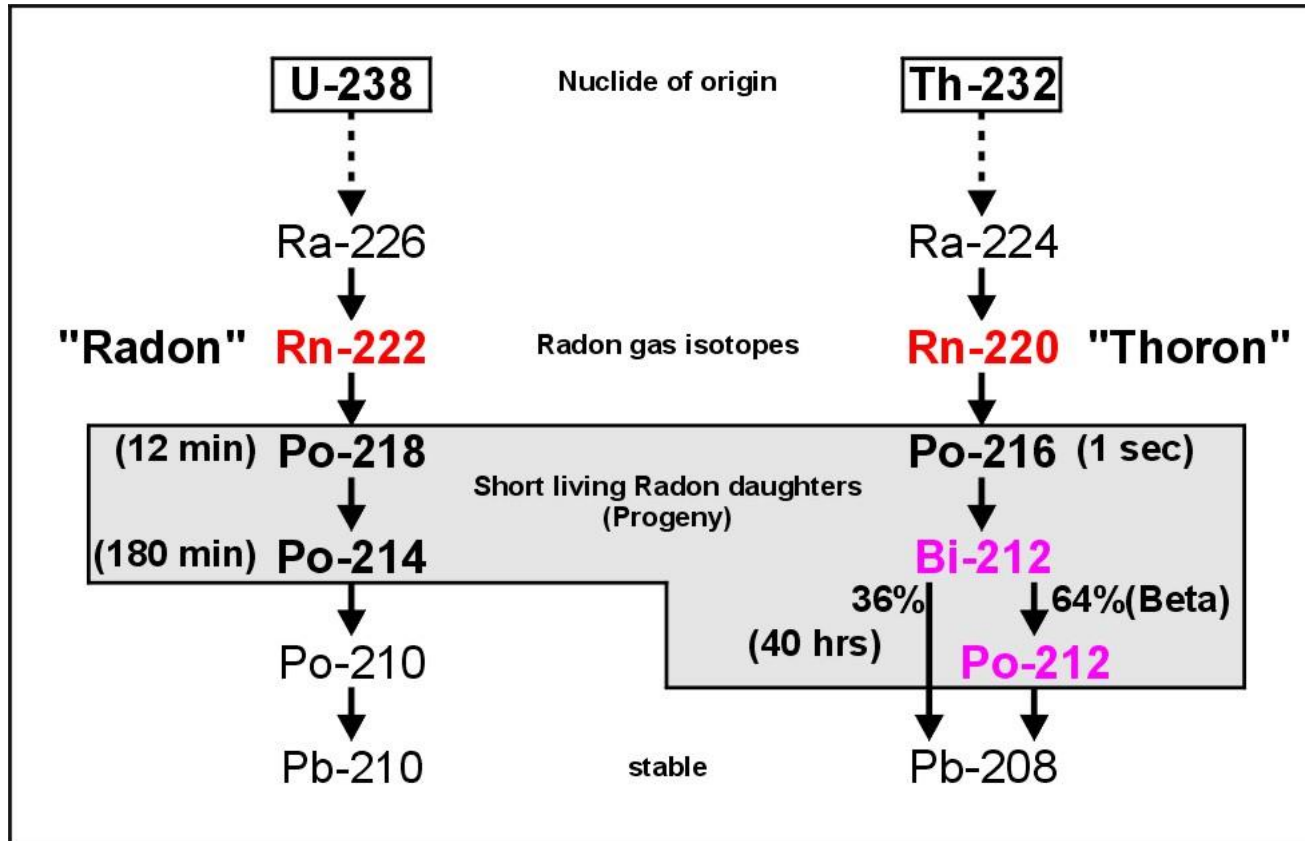 U-238 Nuclide of origin Th-232
Ra-226 Ra-224
"Radon" Rn-222 Radon gas isotopes Rn-220 "Thoron"
(12 min) Po-218 Po-216 (1 sec)
Short living Radon daughters
(Progeny)
(180 min) Po-214 Bi-212
36% 64%(Beta)
(40 hrs)
Po-210 Po-212
Pb-210 stable Pb-208